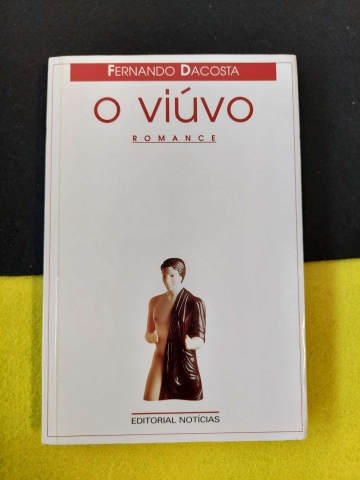 FERNANDO DACOSTA
o viúvo
ROMANCE
EDITORIAL NOTÍCIAS